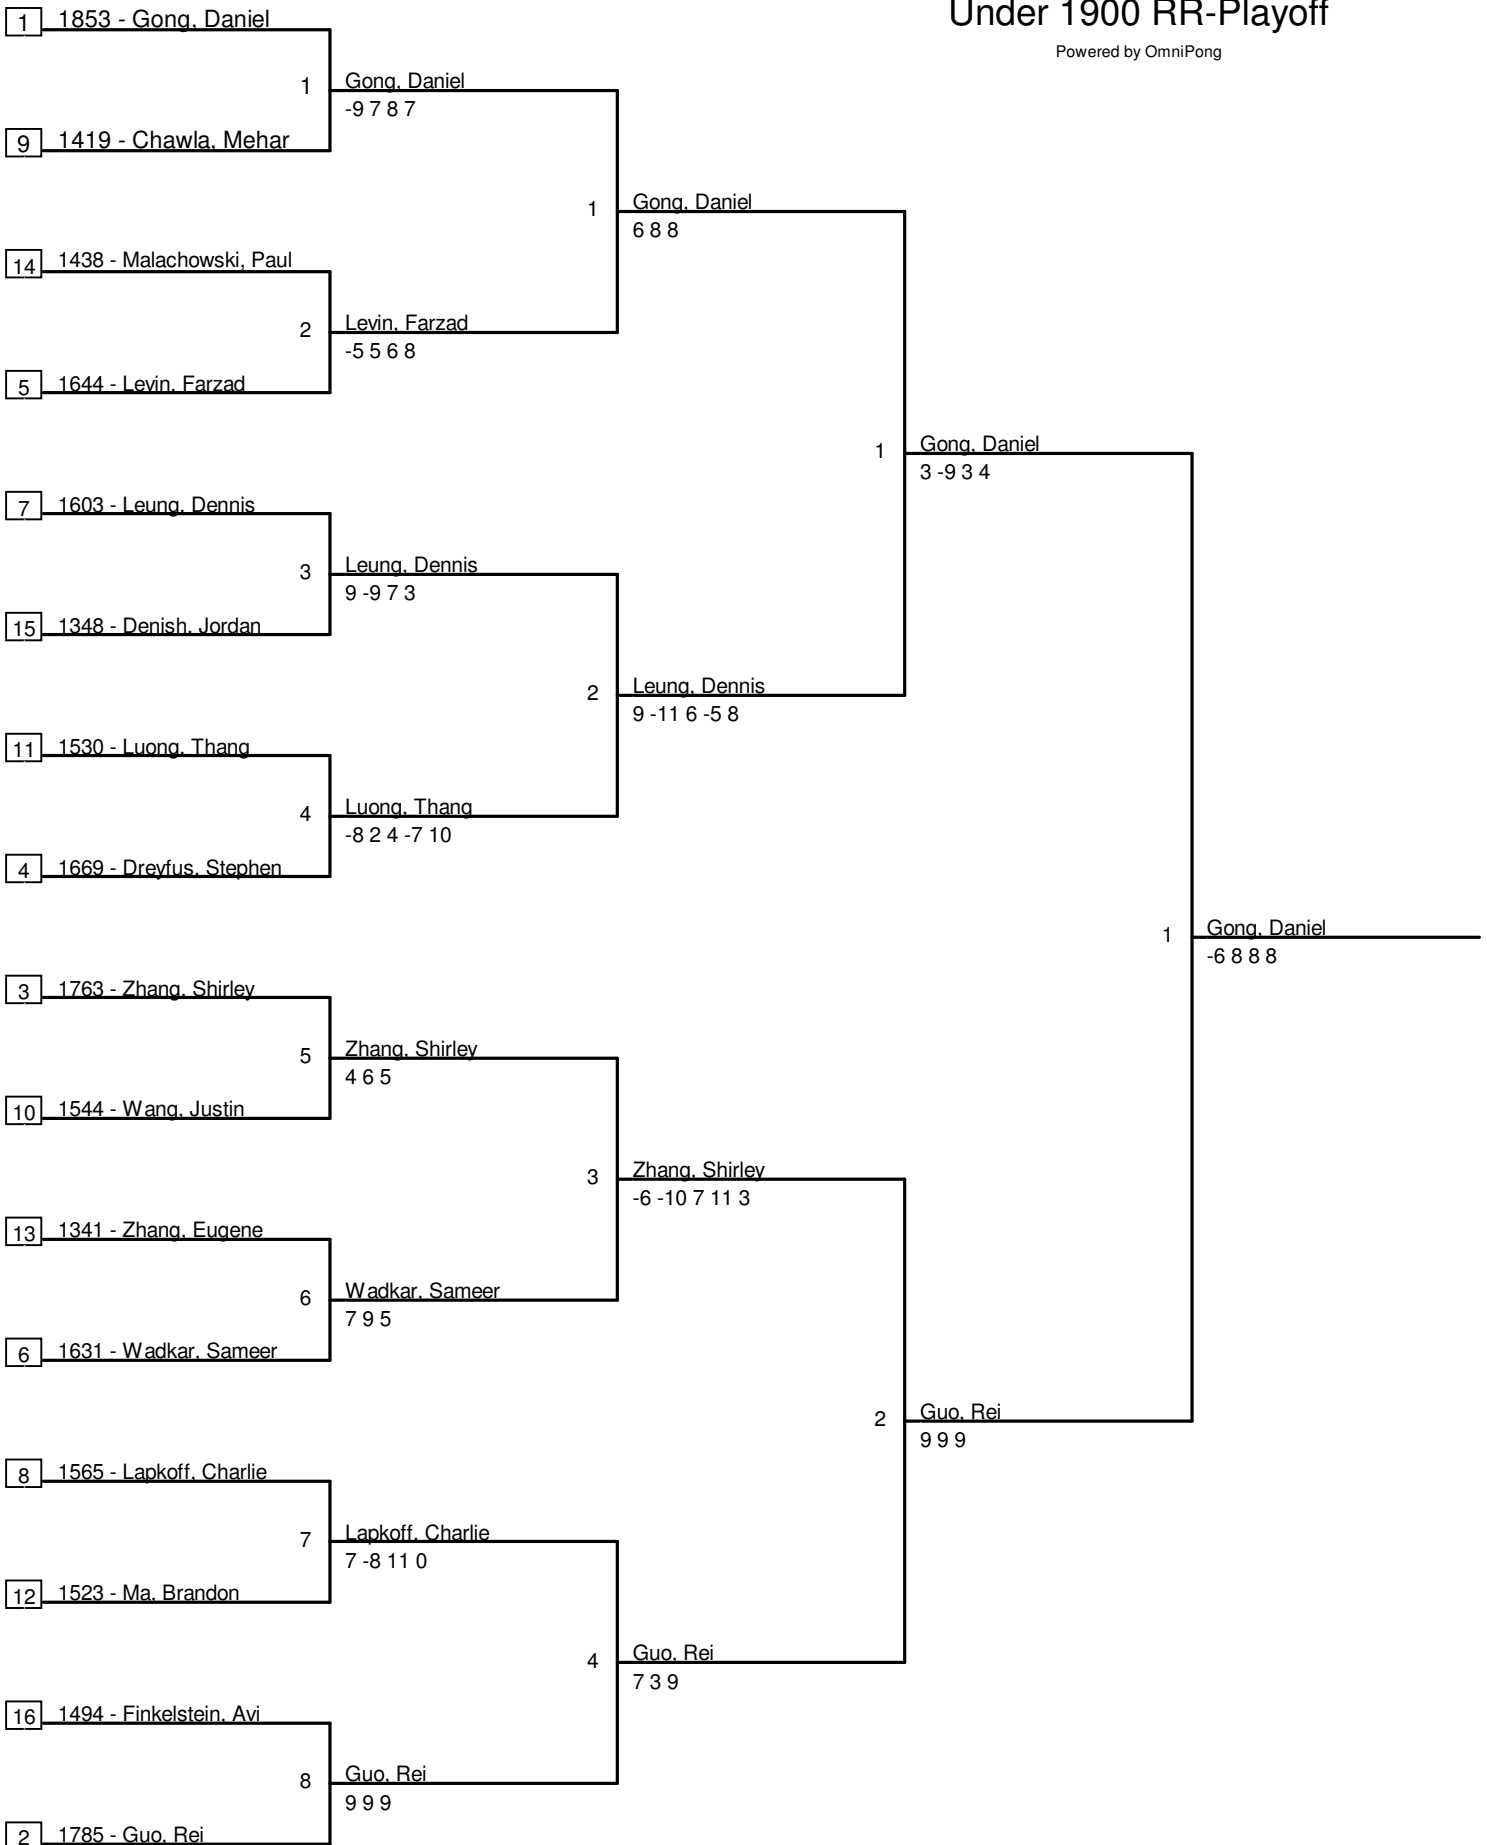 Under 1900 RR-Playoff
Powered by OmniPong
1 1853 - Gong, Daniel
1 Gong, Daniel
-9 7 8 7
9 1419 - Chawla, Mehar
1 Gong, Daniel
6 8 8
14 1438 - Malachowski, Paul
2 Levin, Farzad
-5 5 6 8
5 1644 - Levin, Farzad
1 Gong, Daniel
3 -9 3 4
7 1603 - Leung, Dennis
3 Leung, Dennis
9 -9 7 3
15 1348 - Denish, Jordan
2 Leung, Dennis
9 -11 6 -5 8
11 1530 - Luong, Thang
4 Luong, Thang
-8 2 4 -7 10
4 1669 - Dreyfus, Stephen
1 Gong, Daniel
-6 8 8 8
3 1763 - Zhang, Shirley
5 Zhang, Shirley
4 6 5
10 1544 - Wang, Justin
3 Zhang, Shirley
-6 -10 7 11 3
13 1341 - Zhang, Eugene
6 Wadkar, Sameer
7 9 5
6 1631 - Wadkar, Sameer
2 Guo, Rei
9 9 9
8 1565 - Lapkoff, Charlie
7 Lapkoff, Charlie
7 -8 11 0
12 1523 - Ma, Brandon
4 Guo, Rei
7 3 9
16 1494 - Finkelstein, Avi
8 Guo, Rei
9 9 9
2 1785 - Guo, Rei